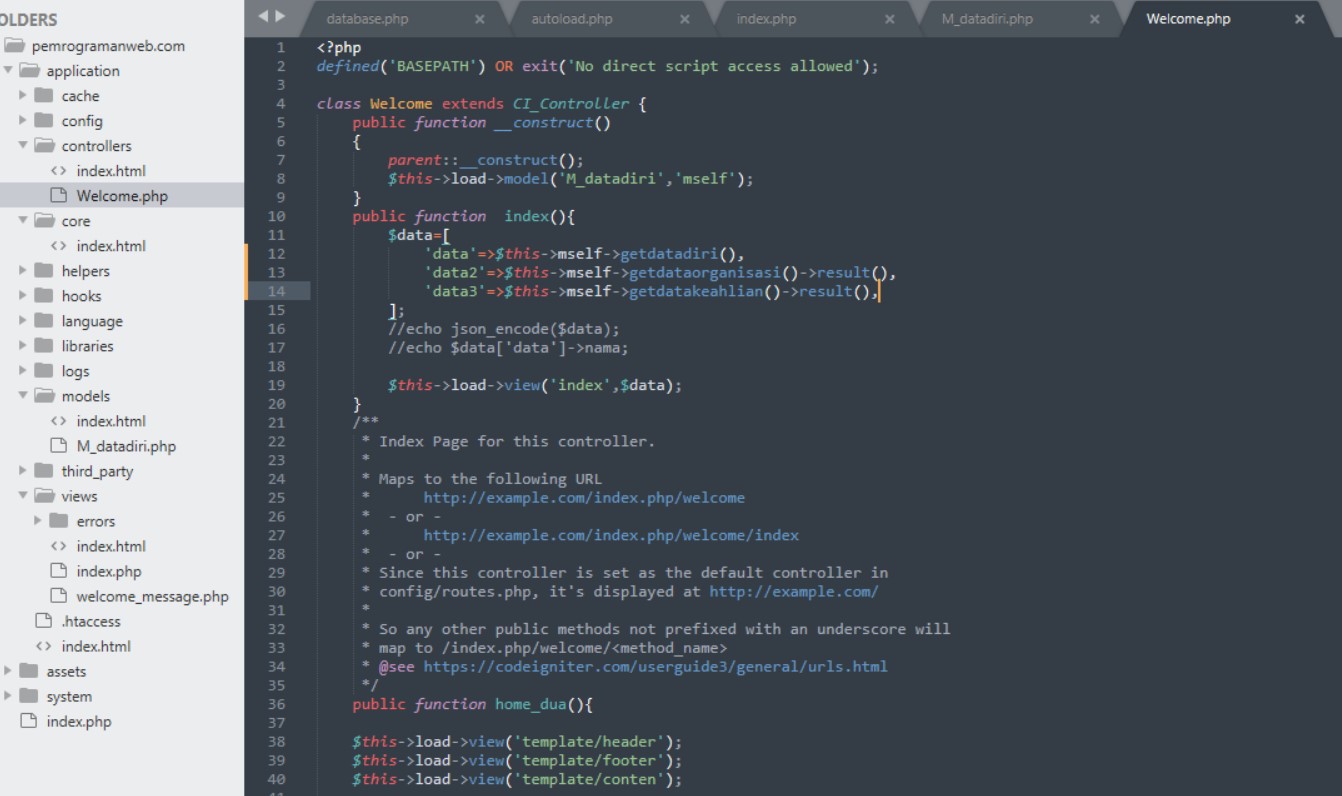 OLDERS
pemrogramanweb.com
application
cache
config
controllers
<> index.html
Welcome.php
core
<> index.html
helpers
hooks
language
libraries
logs
models
<> index.html
M_datadiri.php
third_party
views
errors
<> index.html
index.php
welcome_message.php
.htaccess
<> index.html
assets
system
index.php
database.php × autoload.php × index.php × M_datadiri.php × Welcome.php ×
1 <?php
2 defined('BASEPATH') OR exit('No direct script access allowed');
3
4 class Welcome extends CI_Controller {
5     public function __construct()
6     {
7         parent::__construct();
8         $this->load->model('M_datadiri','mself');
9     }
10     public function  index(){
11         $data=[
12             'data'=>$this->mself->getdatadiri(),
13             'data2'=>$this->mself->getdataorganisasi()->result(),
14             'data3'=>$this->mself->getdatakeahlian()->result(),
15         ];
16         //echo json_encode($data);
17         //echo $data['data']->nama;
18
19         $this->load->view('index',$data);
20     }
21     /**
22      * Index Page for this controller.
23      *
24      * Maps to the following URL
25      *      http://example.com/index.php/welcome
26      *  - or -
27      *      http://example.com/index.php/welcome/index
28      *  - or -
29      * Since this controller is set as the default controller in
30      * config/routes.php, it's displayed at http://example.com/
31      *
32      * So any other public methods not prefixed with an underscore will
33      * map to /index.php/welcome/<method_name>
34      * @see https://codeigniter.com/userguide3/general/urls.html
35      */
36     public function home_dua(){
37
38     $this->load->view('template/header');
39     $this->load->view('template/footer');
40     $this->load->view('template/conten');